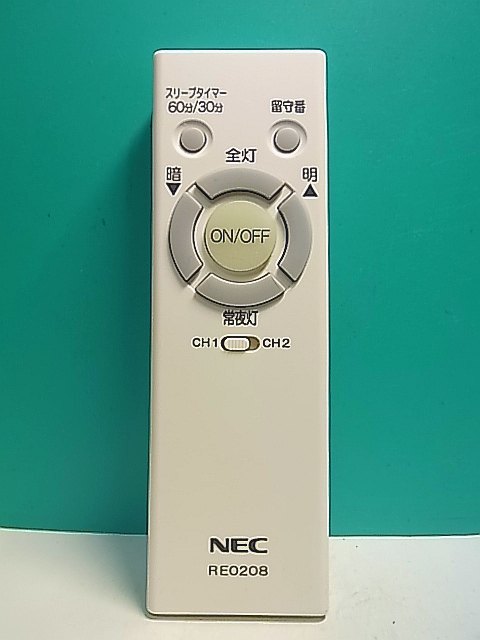 スリープタイマー
60分/30分
留守番
全灯
暗
明
▼
▲
ON/OFF
常夜灯
CH1 CH2
NEC
RE0208